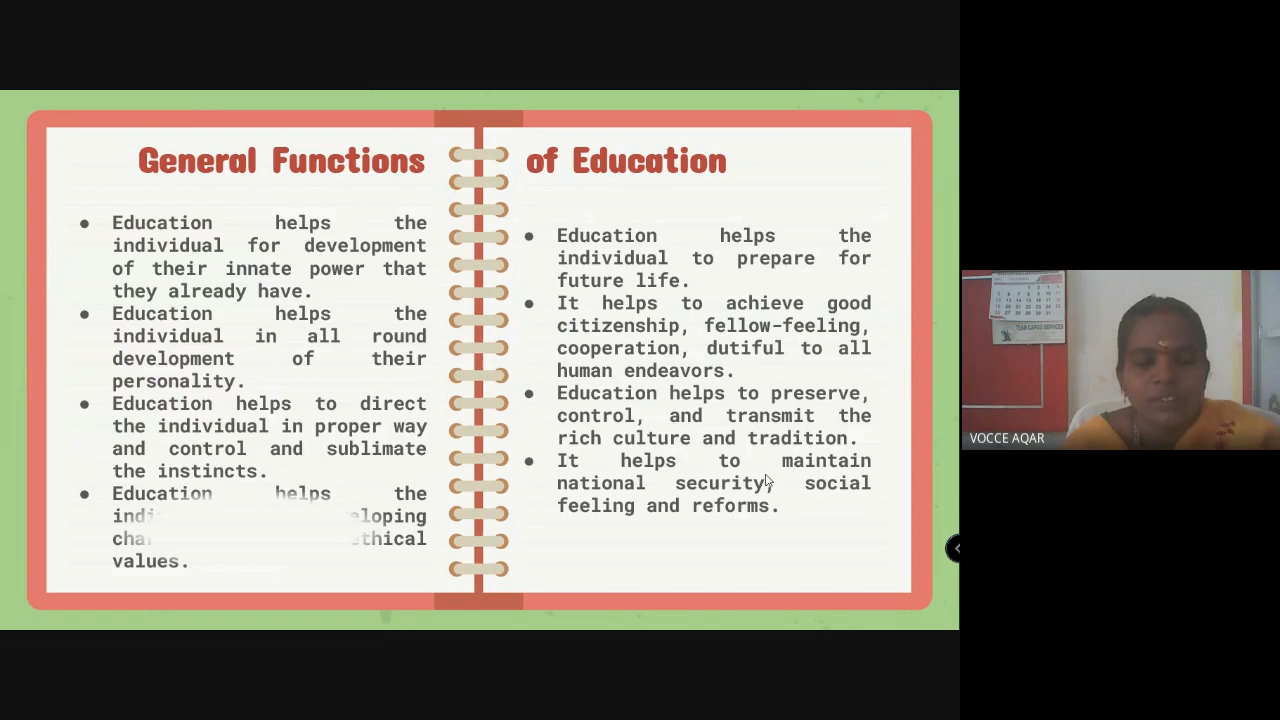 General Functions of Education
Education helps the
individual for development
of their innate power that
they already have.
Education helps the
individual in all round
development of their
personality.
Education helps to direct
the individual in proper way
and control and sublimate
the instincts.
Education helps the
values.
Education helps the
individual to prepare for
future life.
It helps to achieve good
citizenship, fellow-feeling,
cooperation, dutiful to all
human endeavors.
Education helps to preserve,
control, and transmit the
rich culture and tradition.
It helps to maintain
national security, social
feeling and reforms.
TEAM CARGO SERVICES
VOCCE AQAR